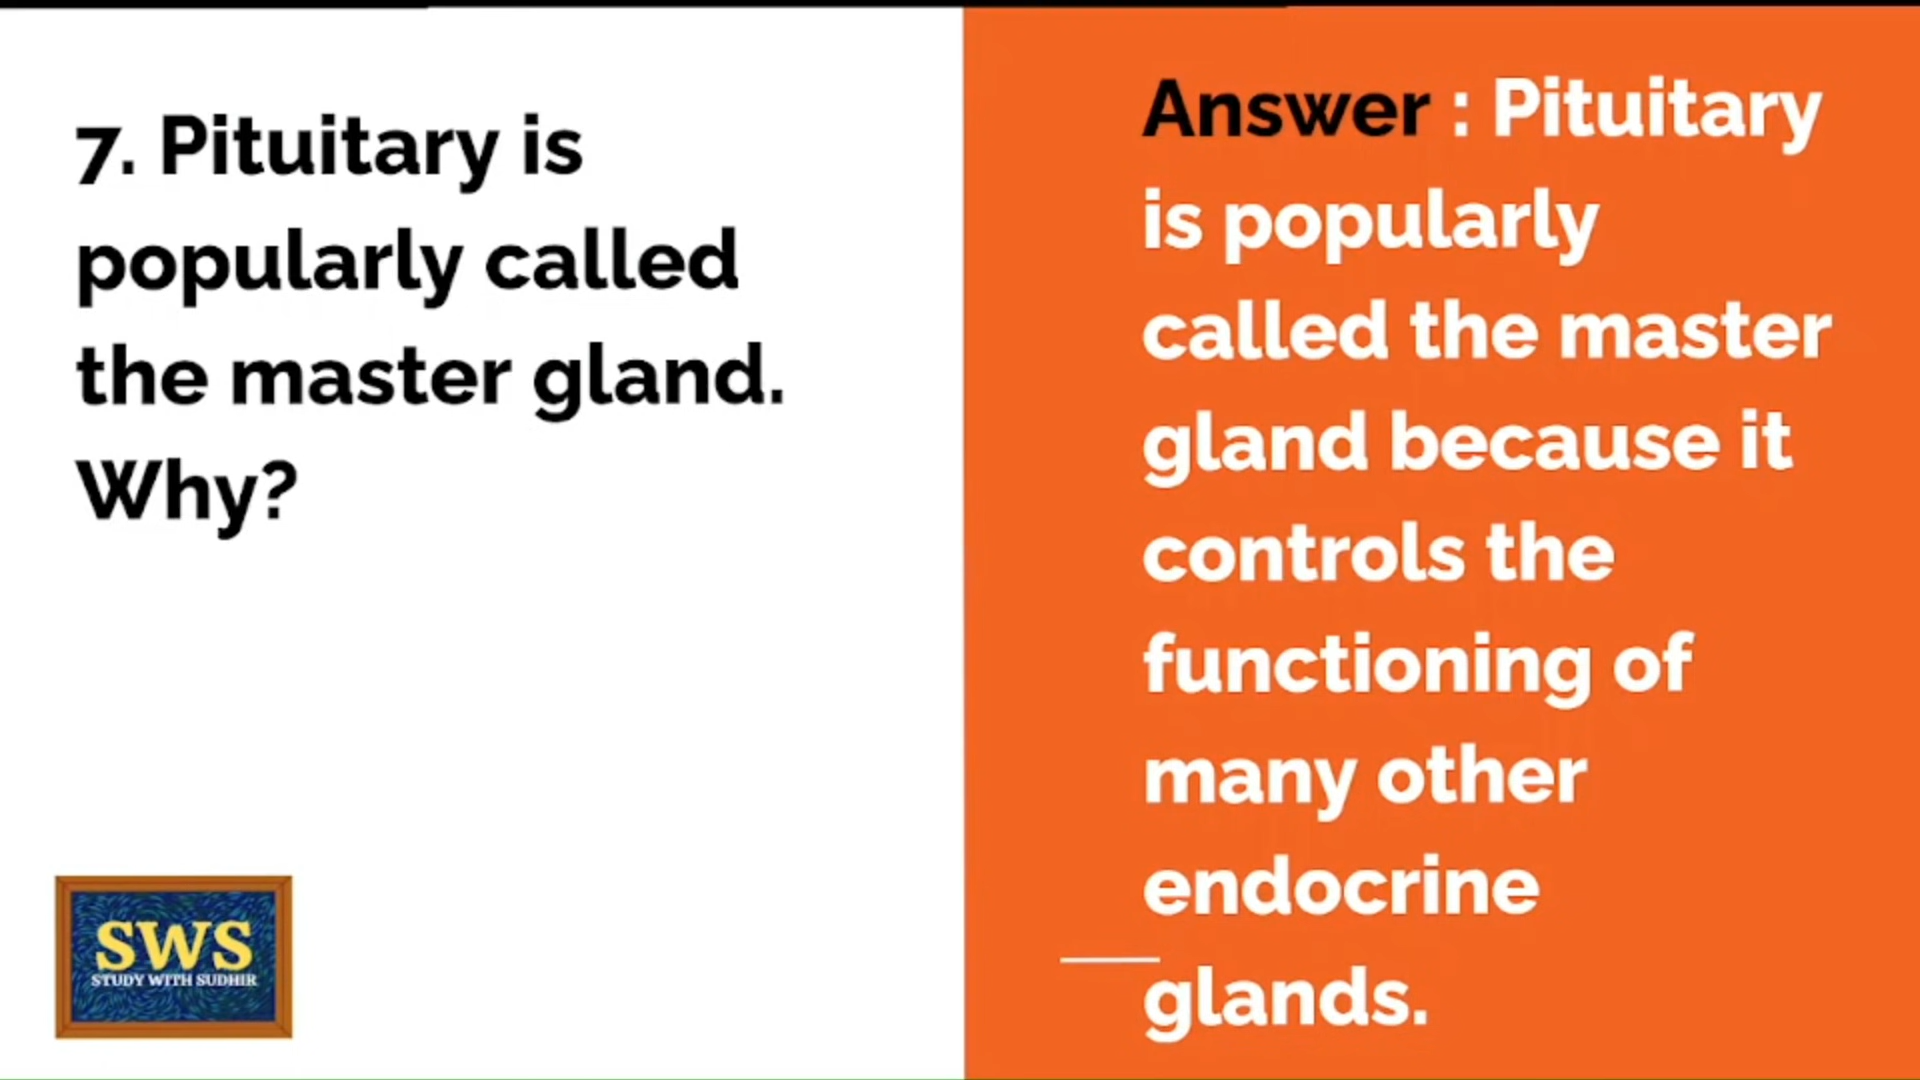 7. Pituitary is
popularly called
the master gland.
Why?
Answer : Pituitary
is popularly
called the master
gland because it
controls the
functioning of
many other
endocrine
glands.
SWS
STUDY WITH SUDHIR